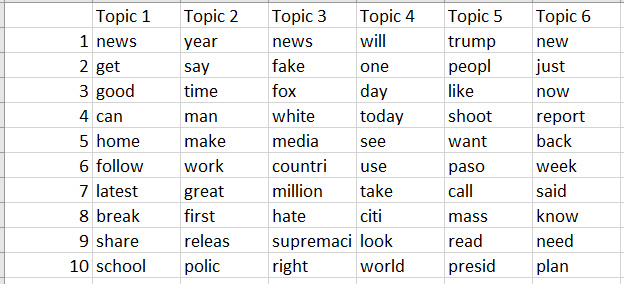 Topic 1 Topic 2 Topic 3 Topic 4 Topic 5 Topic 6
1 news year news will trump new
2 get say fake one peopl just
3 good time fox day like now
4 can man white today shoot report
5 home make media see want back
6 follow work countri use paso week
7 latest great million take call said
8 break first hate citi mass know
9 share releas supremaci look read need
10 school polic right world presid plan